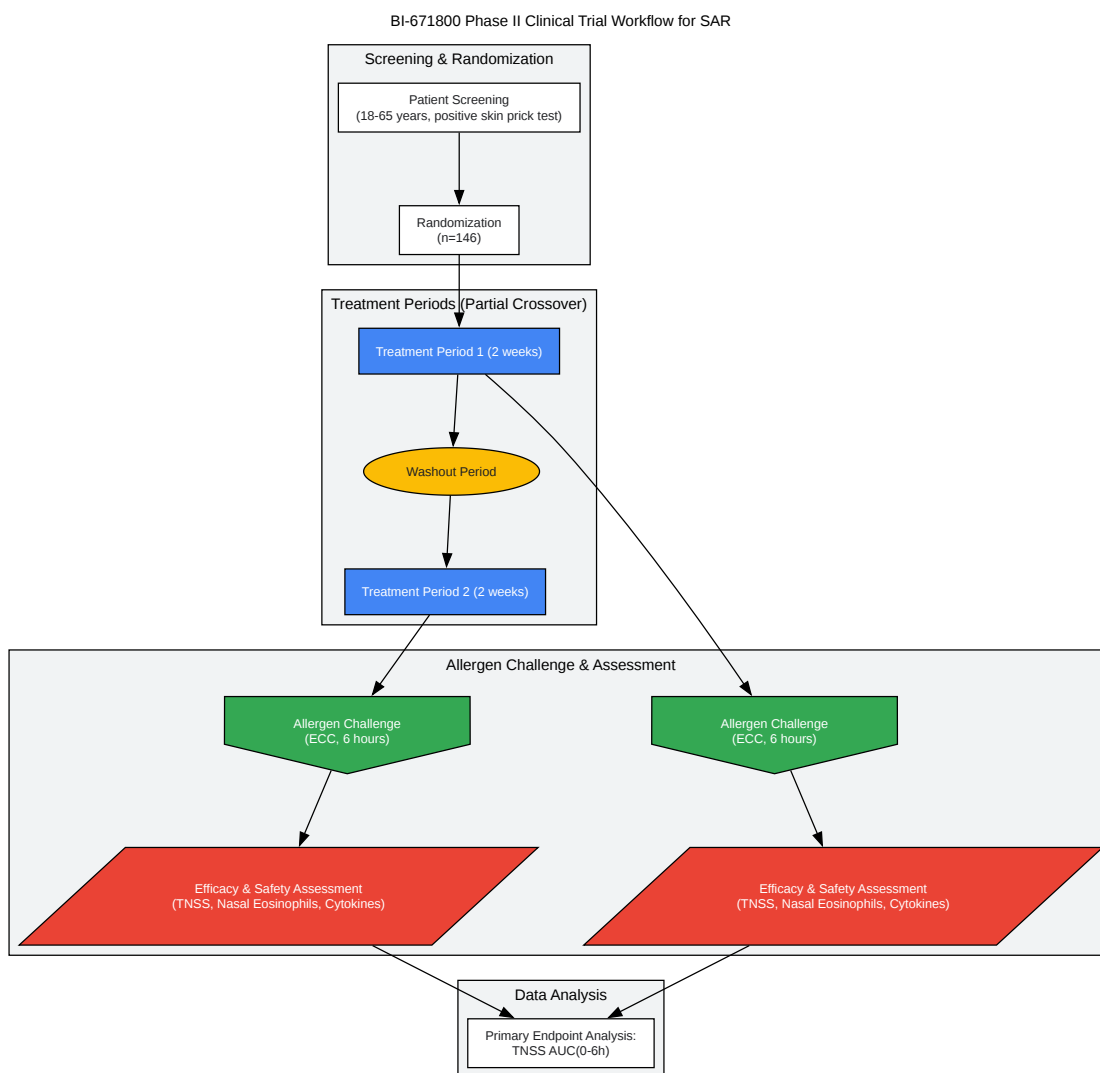 BI-671800 Phase II Clinical Trial Workflow for SAR
Screening & Randomization
Patient Screening
(18-65 years, positive skin prick test)
Randomization
(n=146)
Treatment Periods (Partial Crossover)
Treatment Period 1 (2 weeks)
Washout Period
Treatment Period 2 (2 weeks)
Allergen Challenge & Assessment
Allergen Challenge
(ECC, 6 hours)
Allergen Challenge
(ECC, 6 hours)
Efficacy & Safety Assessment
(TNSS, Nasal Eosinophils, Cytokines)
Efficacy & Safety Assessment
(TNSS, Nasal Eosinophils, Cytokines)
Data Analysis
Primary Endpoint Analysis:
TNSS AUC(0-6h)